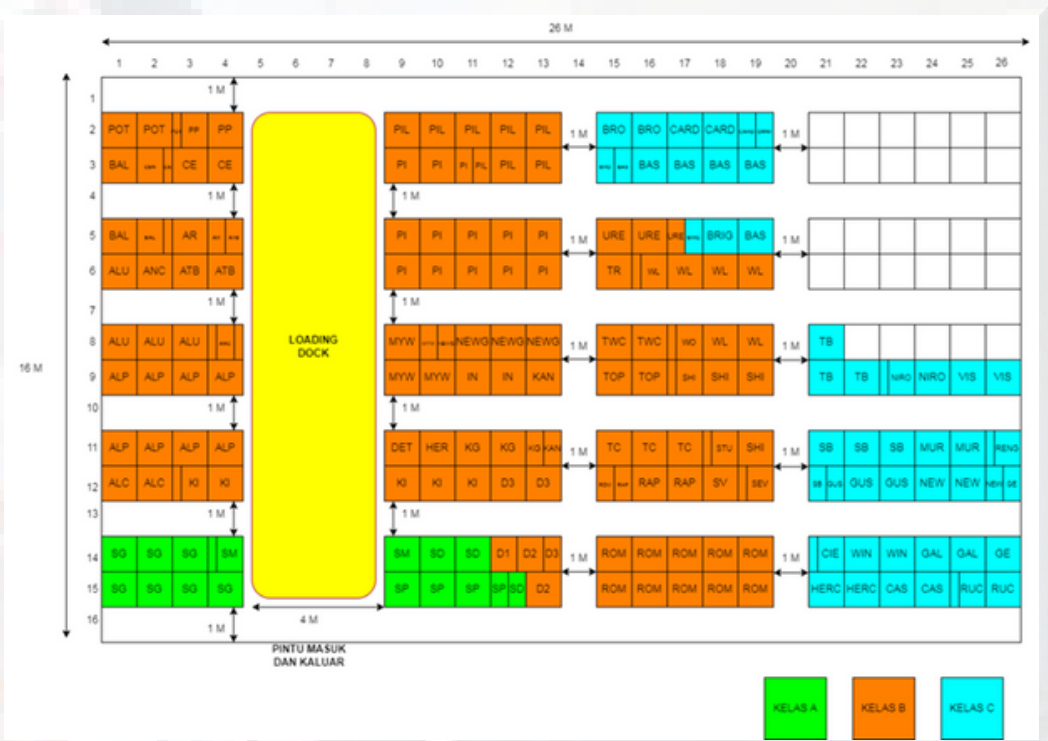 26 M
1 2 3 4 5 6 7 8 9 10 11 12 13 15 16 17 18 19 20 21 22 23 24 25 26
1 M
1
2 POT POT PP PP PIL PIL PIL PIL PIL 1 M BRO BRO CARD CARD 1 M
3 BAL CE CE PI PI PI PIL PIL PIL BAS BAS BAS BAS
4 1 M 1 M
5 BAL AR PI PI PI PI PI 1 M URE URE URE BRIG BAS 1 M
6 ALU ANC ATB ATB PI PI PI PI PI TR WL WL WL WL
7 1 M 1 M
8 ALU ALU ALU MYW NEWG NEWG NEWG 1 M TWC TWC WO WL WL 1 M TB
LOADING
DOCK
16 M
9 ALP ALP ALP ALP MYW MYW IN IN KAN TOP TOP SHI SHI SHI TB TB NIRO NIRO VIS VIS
10 1 M 1 M
11 ALP ALP ALP ALP DET HER KG KG KG KAN 1 M TC TC TC STU SHI 1 M SB SB SB MUR MUR RENG
12 ALC ALC KI KI KI KI KI D3 D3 RAP RAP RAP SV SEV SB GUS GUS GUS NEW NEW NEW GE
13 1 M 1 M
14 SG SG SG SM SM SD SD D1 D2 D3 1 M ROM ROM ROM ROM ROM 1 M CIE WIN WIN GAL GAL GE
15 SG SG SG SG SP SP SP SP SD D2 ROM ROM ROM ROM ROM HERC HERC CAS CAS RUC RUC
16 1 M 4 M
PINTU MASUK
DAN KALUAR
KELAS A KELAS B KELAS C